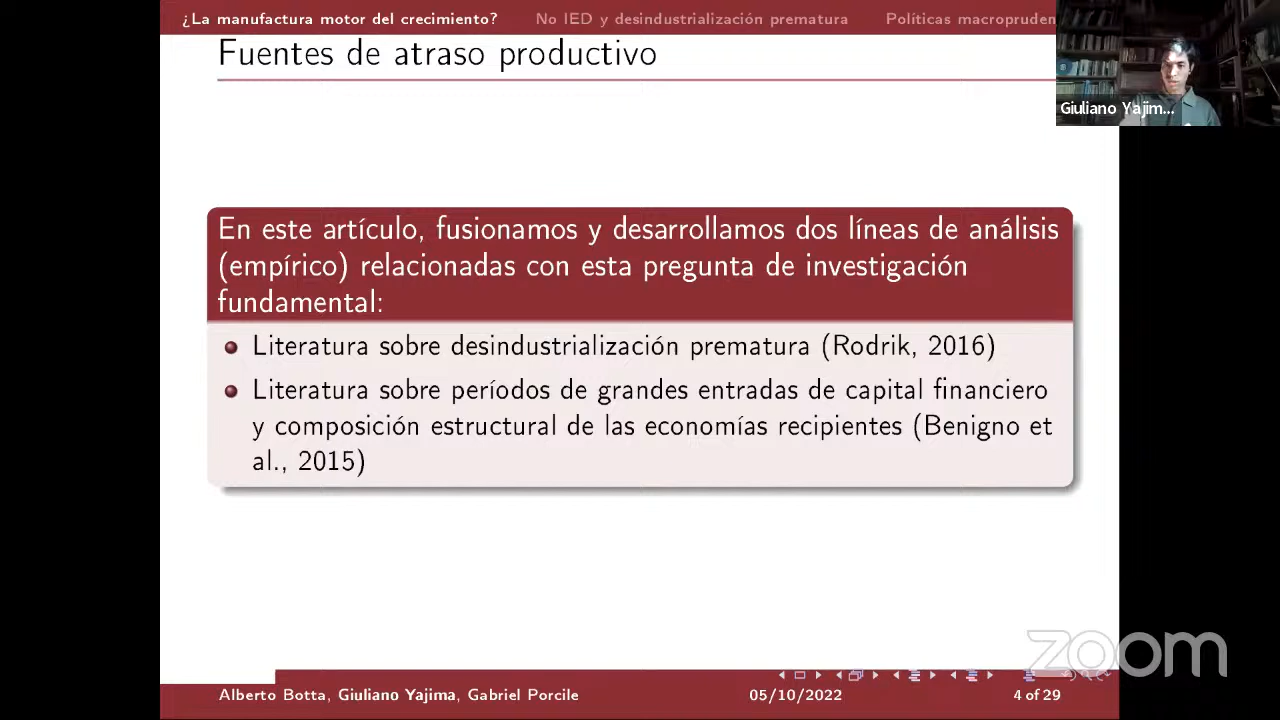 ¿La manufactura motor del crecimiento? No IED y desindustrialización prematura Políticas macropruden
Fuentes de atraso productivo
Giuliano Yajim...
En este artículo, fusionamos y desarrollamos dos líneas de análisis
(empírico) relacionadas con esta pregunta de investigación
fundamental:
Literatura sobre desindustrialización prematura (Rodrik, 2016)
Literatura sobre períodos de grandes entradas de capital financiero
y composición estructural de las economías recipientes (Benigno et
al., 2015)
zoom
Alberto Botta, Giuliano Yajima, Gabriel Porcile 05/10/2022 4 of 29